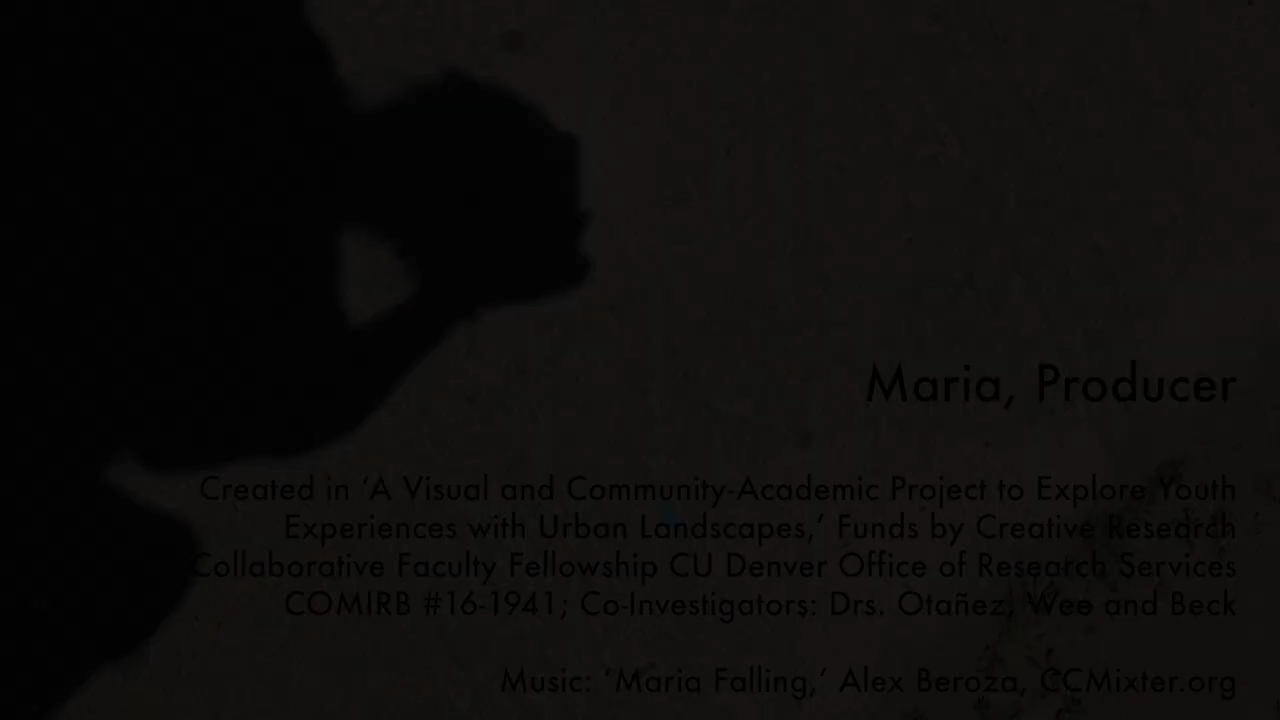 Maria, Producer
Created in ‘A Visual and Community-Academic Project to Explore Youth
Experiences with Urban Landscapes,’ Funds by Creative Research
Collaborative Faculty Fellowship CU Denver Office of Research Services
COMIRB #16-1941; Co-Investigators: Drs. Otañez, Wee and Beck
Music: ‘Maria Falling,’ Alex Beroza, CCMixter.org